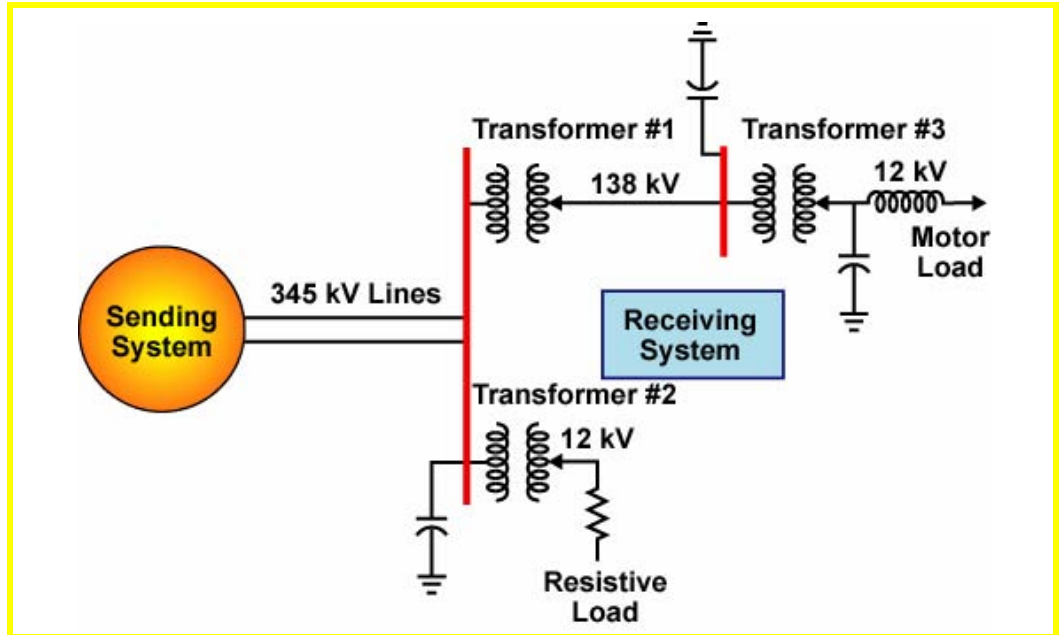 Transformer #1
Transformer #3
138 kV
12 kV
Motor
Load
345 kV Lines
Sending
System
Receiving
System
Transformer #2
12 kV
Resistive
Load